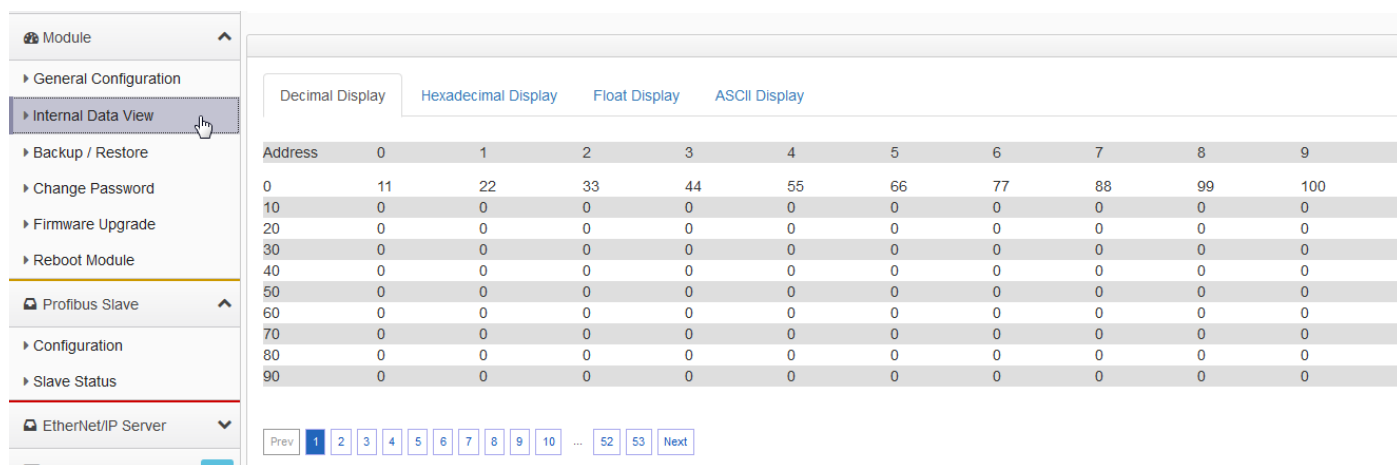 Module
General Configuration
Internal Data View
Backup / Restore
Change Password
Firmware Upgrade
Reboot Module
Profibus Slave
Configuration
Slave Status
EtherNet/IP Server
Decimal Display Hexadecimal Display Float Display ASCII Display
Address 0 1 2 3 4 5 6 7 8 9
0 11 22 33 44 55 66 77 88 99 100
10 0 0 0 0 0 0 0 0 0 0
20 0 0 0 0 0 0 0 0 0 0
30 0 0 0 0 0 0 0 0 0 0
40 0 0 0 0 0 0 0 0 0 0
50 0 0 0 0 0 0 0 0 0 0
60 0 0 0 0 0 0 0 0 0 0
70 0 0 0 0 0 0 0 0 0 0
80 0 0 0 0 0 0 0 0 0 0
90 0 0 0 0 0 0 0 0 0 0
Prev 1 2 3 4 5 6 7 8 9 10 ... 52 53 Next